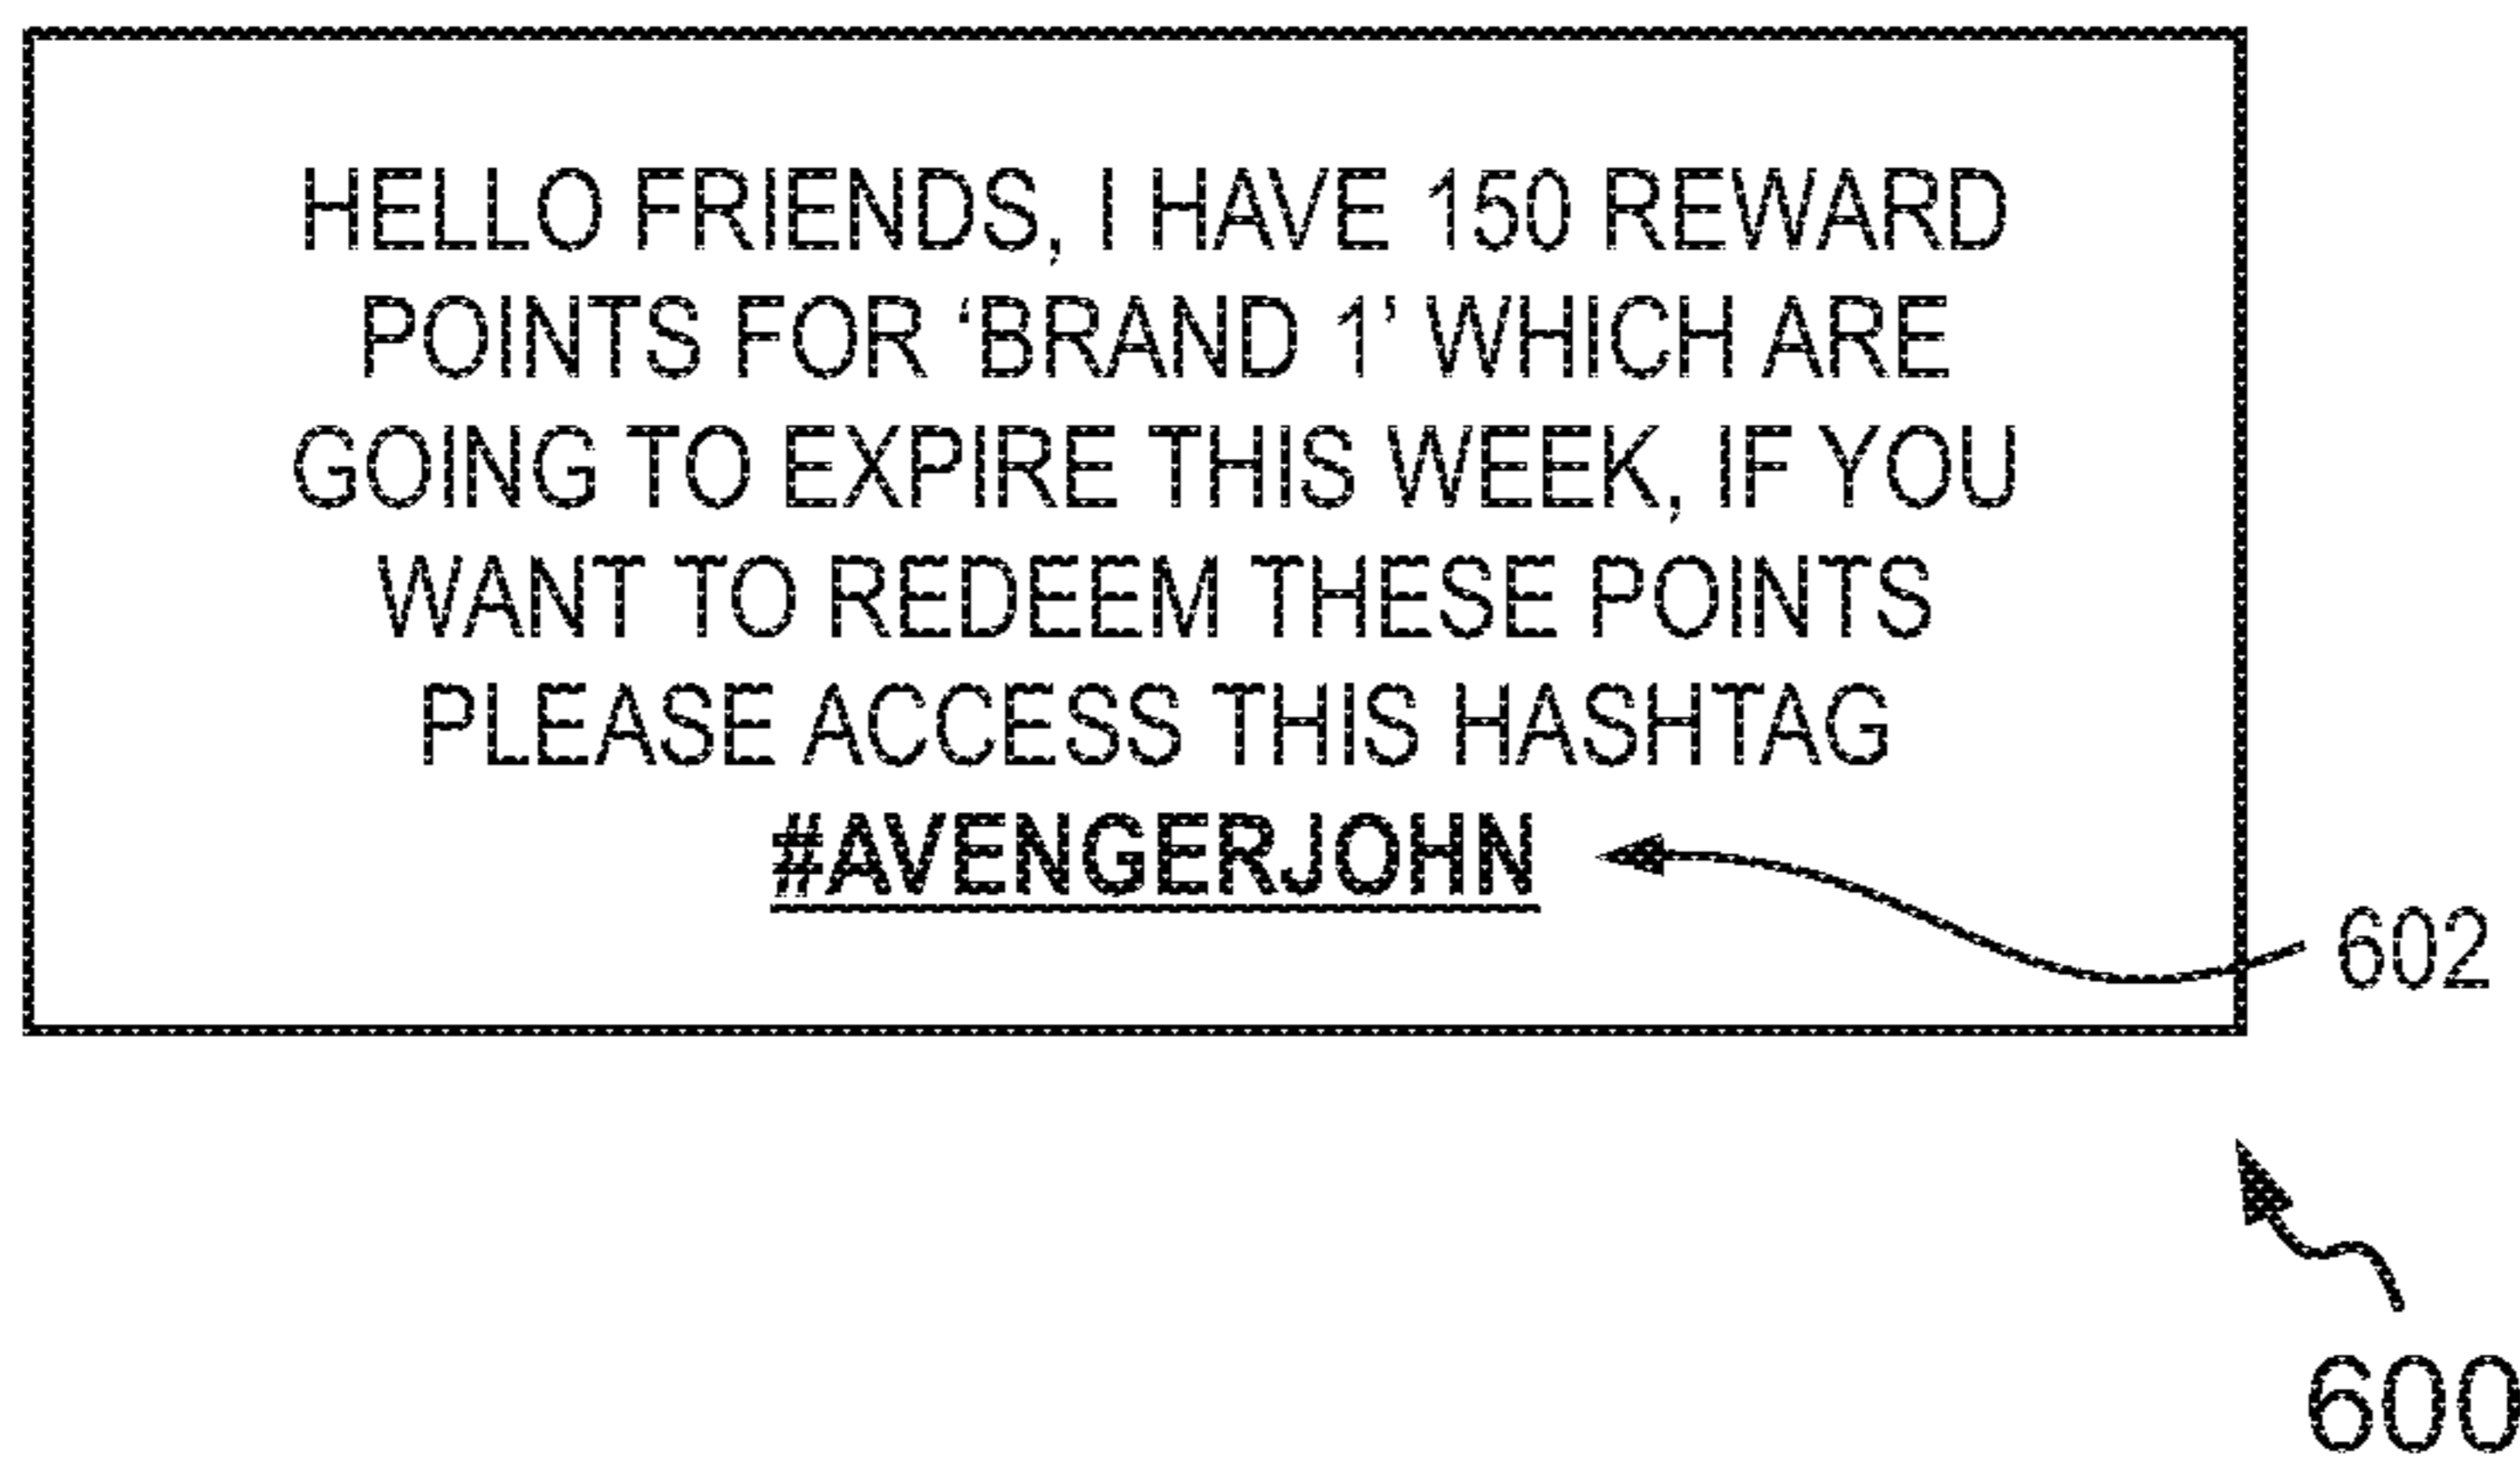 HELLO FRIENDS, I HAVE 150 REWARD
POINTS FOR ‘BRAND 1’ WHICH ARE
GOING TO EXPIRE THIS WEEK, IF YOU
WANT TO REDEEM THESE POINTS
PLEASE ACCESS THIS HASHTAG
#AVENGERJOHN
602
600